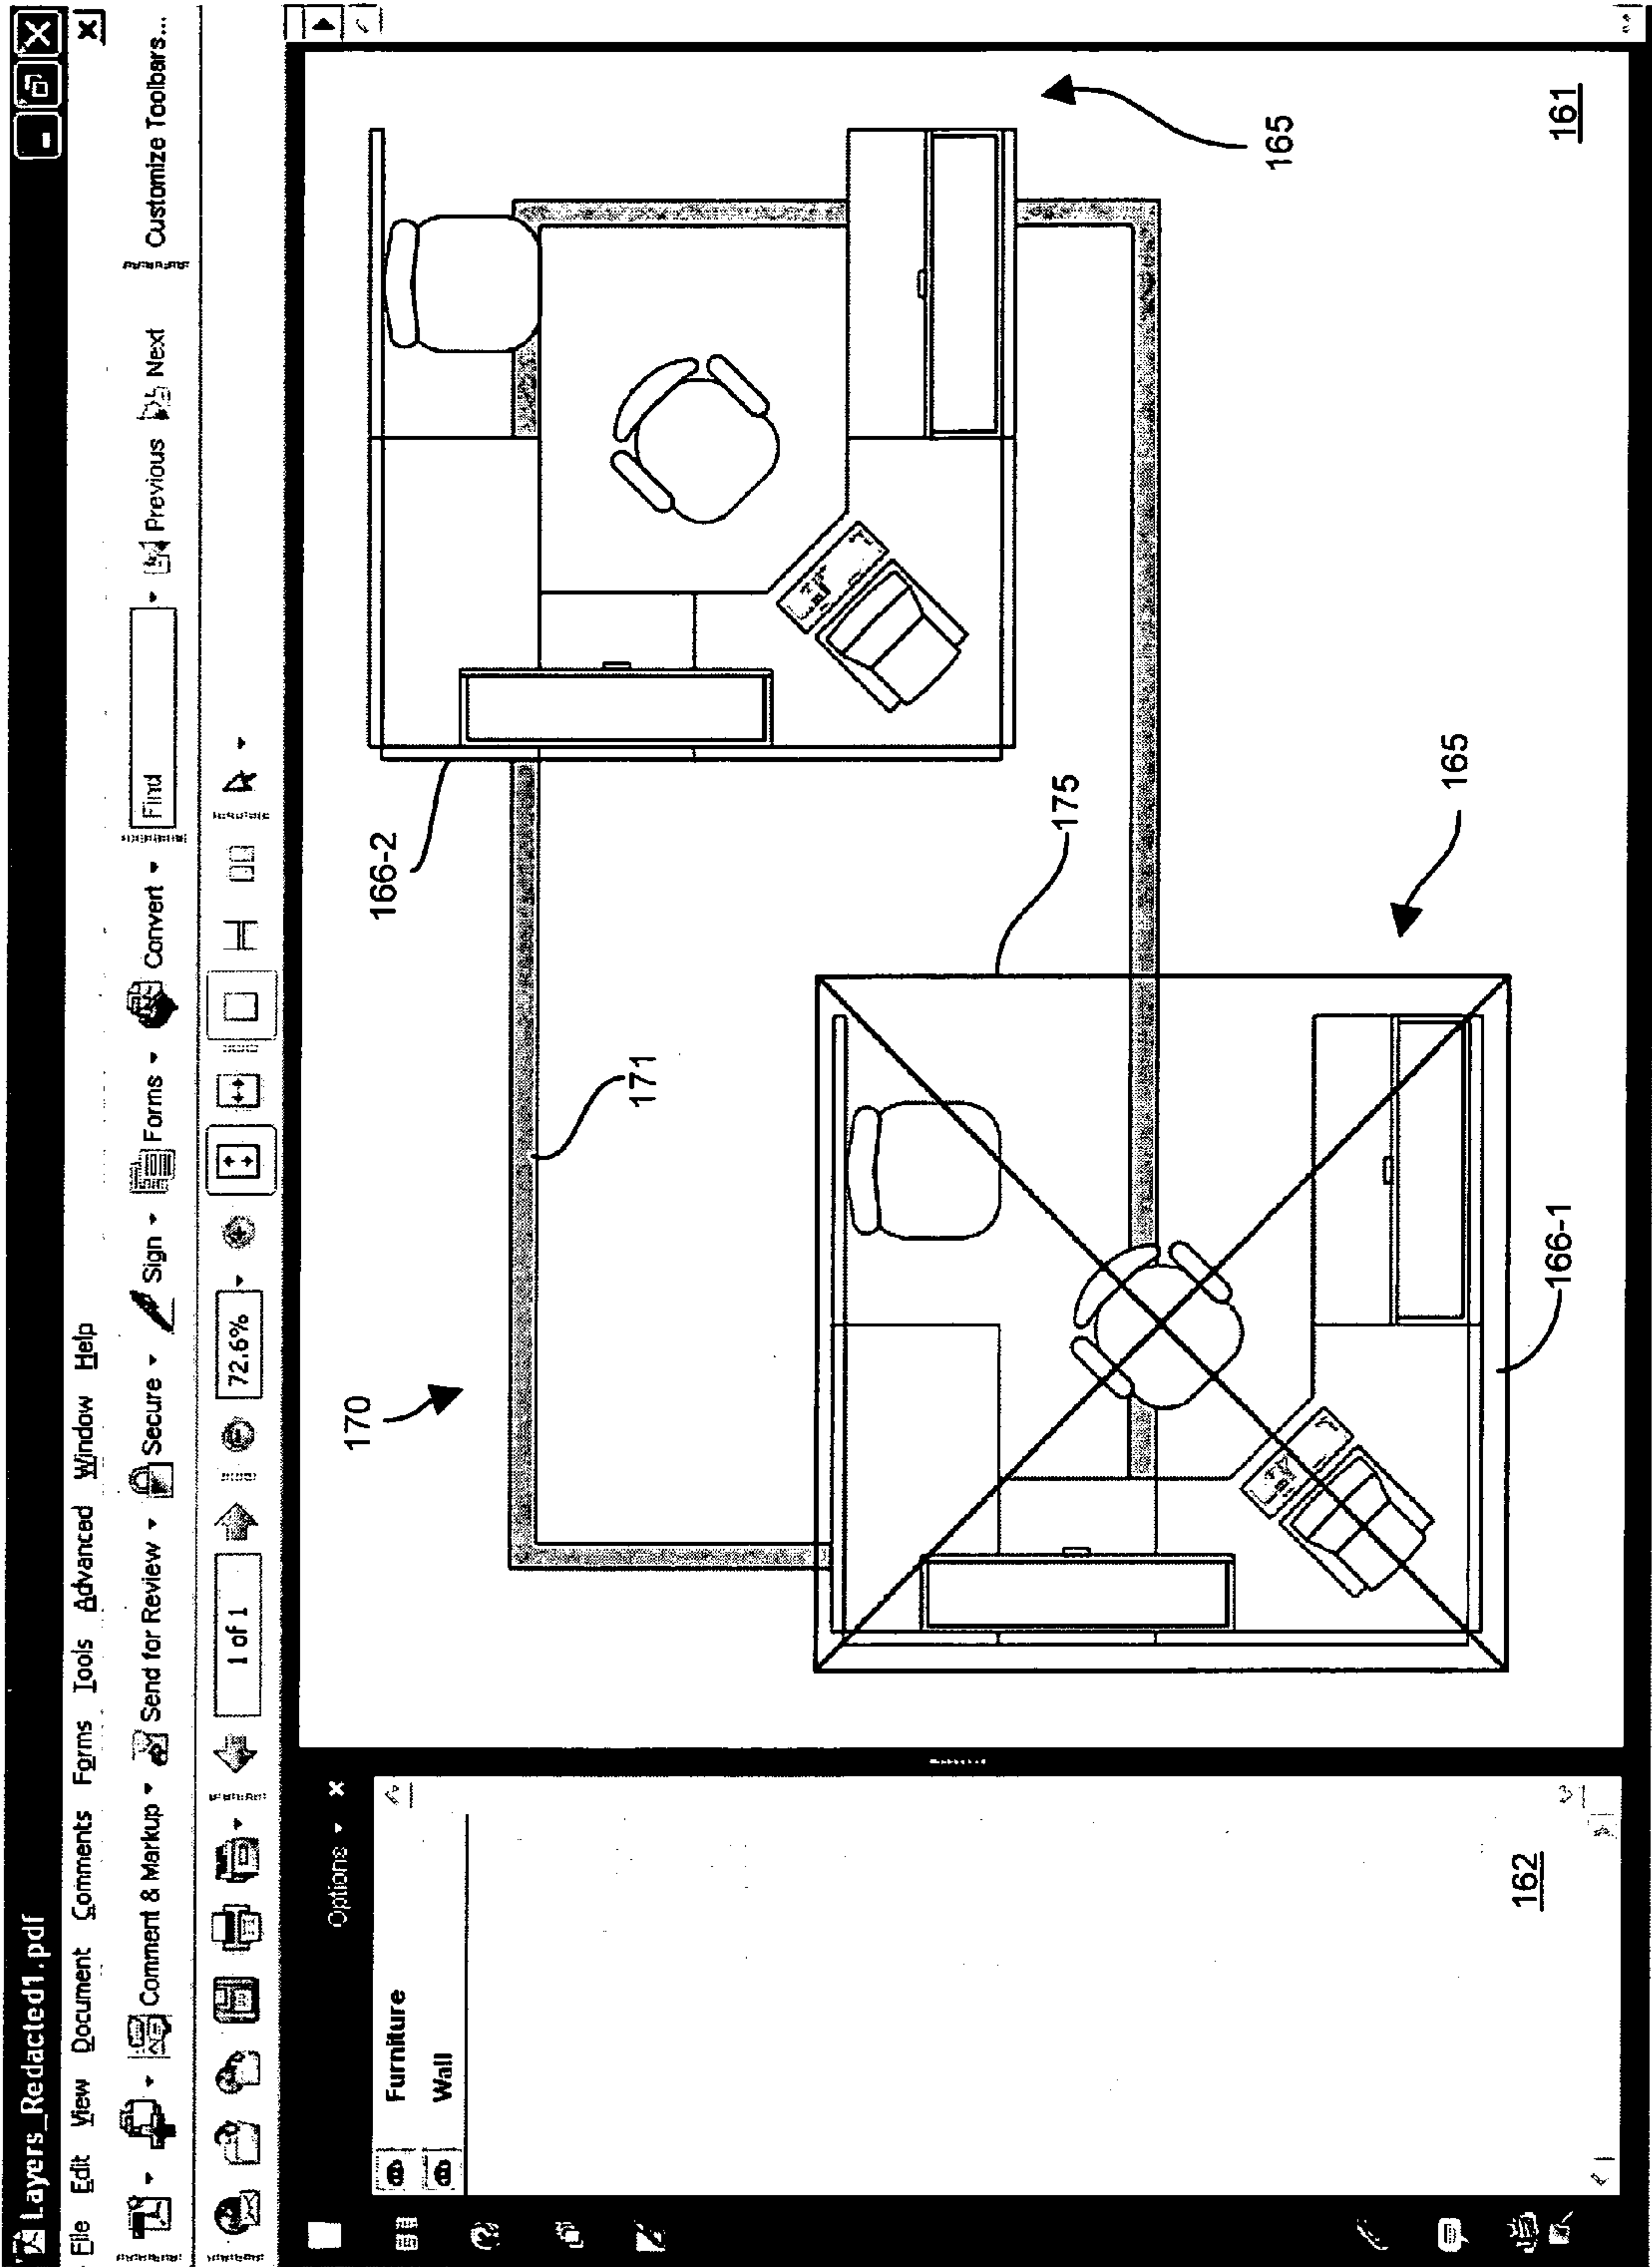 Layers_Redacted1.pdf
File Edit View Document Comments Forms Tools Advanced Window Help
Comment & Markup Send for Review Secure Sign Forms Convert Find Previous Next Customize Toolbars...
1 of 1 72.6%
Options
Furniture
Wall
162
170
171
166-2
175
165
166-1
165
161